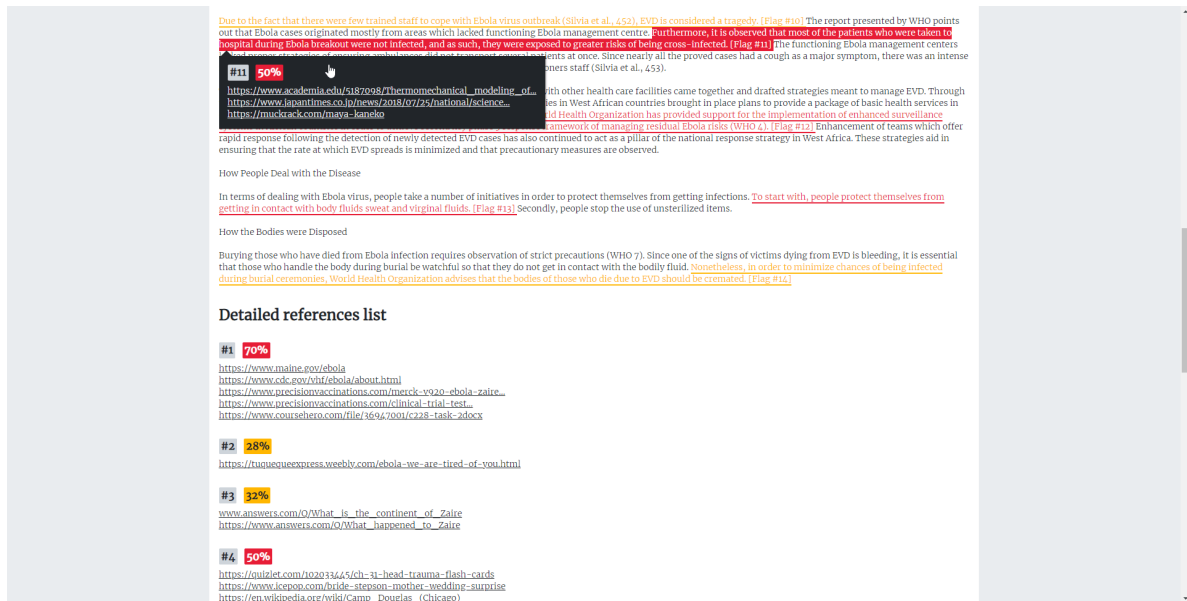 Due to the fact that there were few trained staff to cope with Ebola virus outbreak (Silvia et al., 452), EVD is considered a tragedy. [Flag #10] The report presented by WHO points
out that Ebola cases originated mostly from areas which lacked functioning Ebola management centre. Furthermore, it is observed that most of the patients who were taken to
hospital during Ebola breakout were not infected, and as such, they were exposed to greater risks of being cross-infected. [Flag #11] The functioning Ebola management centers
proper strategies of ensuring ambulances did not transport several patients at once. Since nearly all the proved cases had a cough as a major symptom, there was an intense
oners staff (Silvia et al., 453).
#11 50%
https://www.academia.edu/5187098/Thermomechanical_modeling_of...
https://www.japantimes.co.jp/news/2018/07/25/national/science...
https://muckrack.com/maya-kaneko
ith other health care facilities came together and drafted strategies meant to manage EVD. Through
ies in West African countries brought in place plans to provide a package of basic health services in
rld Health Organization has provided support for the implementation of enhanced surveillance
framework of managing residual Ebola risks (WHO 4). [Flag #12] Enhancement of teams which offer
rapid response following the detection of newly detected EVD cases has also continued to act as a pillar of the national response strategy in West Africa. These strategies aid in
ensuring that the rate at which EVD spreads is minimized and that precautionary measures are observed.
How People Deal with the Disease
In terms of dealing with Ebola virus, people take a number of initiatives in order to protect themselves from getting infections. To start with, people protect themselves from
getting in contact with body fluids sweat and virginal fluids. [Flag #13] Secondly, people stop the use of unsterilized items.
How the Bodies were Disposed
Burying those who have died from Ebola infection requires observation of strict precautions (WHO 7). Since one of the signs of victims dying from EVD is bleeding, it is essential
that those who handle the body during burial be watchful so that they do not get in contact with the bodily fluid. Nonetheless, in order to minimize chances of being infected
during burial ceremonies, World Health Organization advises that the bodies of those who die due to EVD should be cremated. [Flag #14]
Detailed references list
#1 70%
https://www.maine.gov/ebola
https://www.cdc.gov/vhf/ebola/about.html
https://www.precisionvaccinations.com/merck-v920-ebola-zaire...
https://www.precisionvaccinations.com/clinical-trial-test...
https://www.coursehero.com/file/36947001/c228-task-2docx
#2 28%
https://tuquequeexpress.weebly.com/ebola-we-are-tired-of-you.html
#3 32%
www.answers.com/Q/What_is_the_continent_of_Zaire
https://www.answers.com/Q/What_happened_to_Zaire
#4 50%
https://quizlet.com/102033445/ch-31-head-trauma-flash-cards
https://www.icepop.com/bride-stepson-mother-wedding-surprise
https://en.wikipedia.org/wiki/Camp_Douglas_(Chicago)